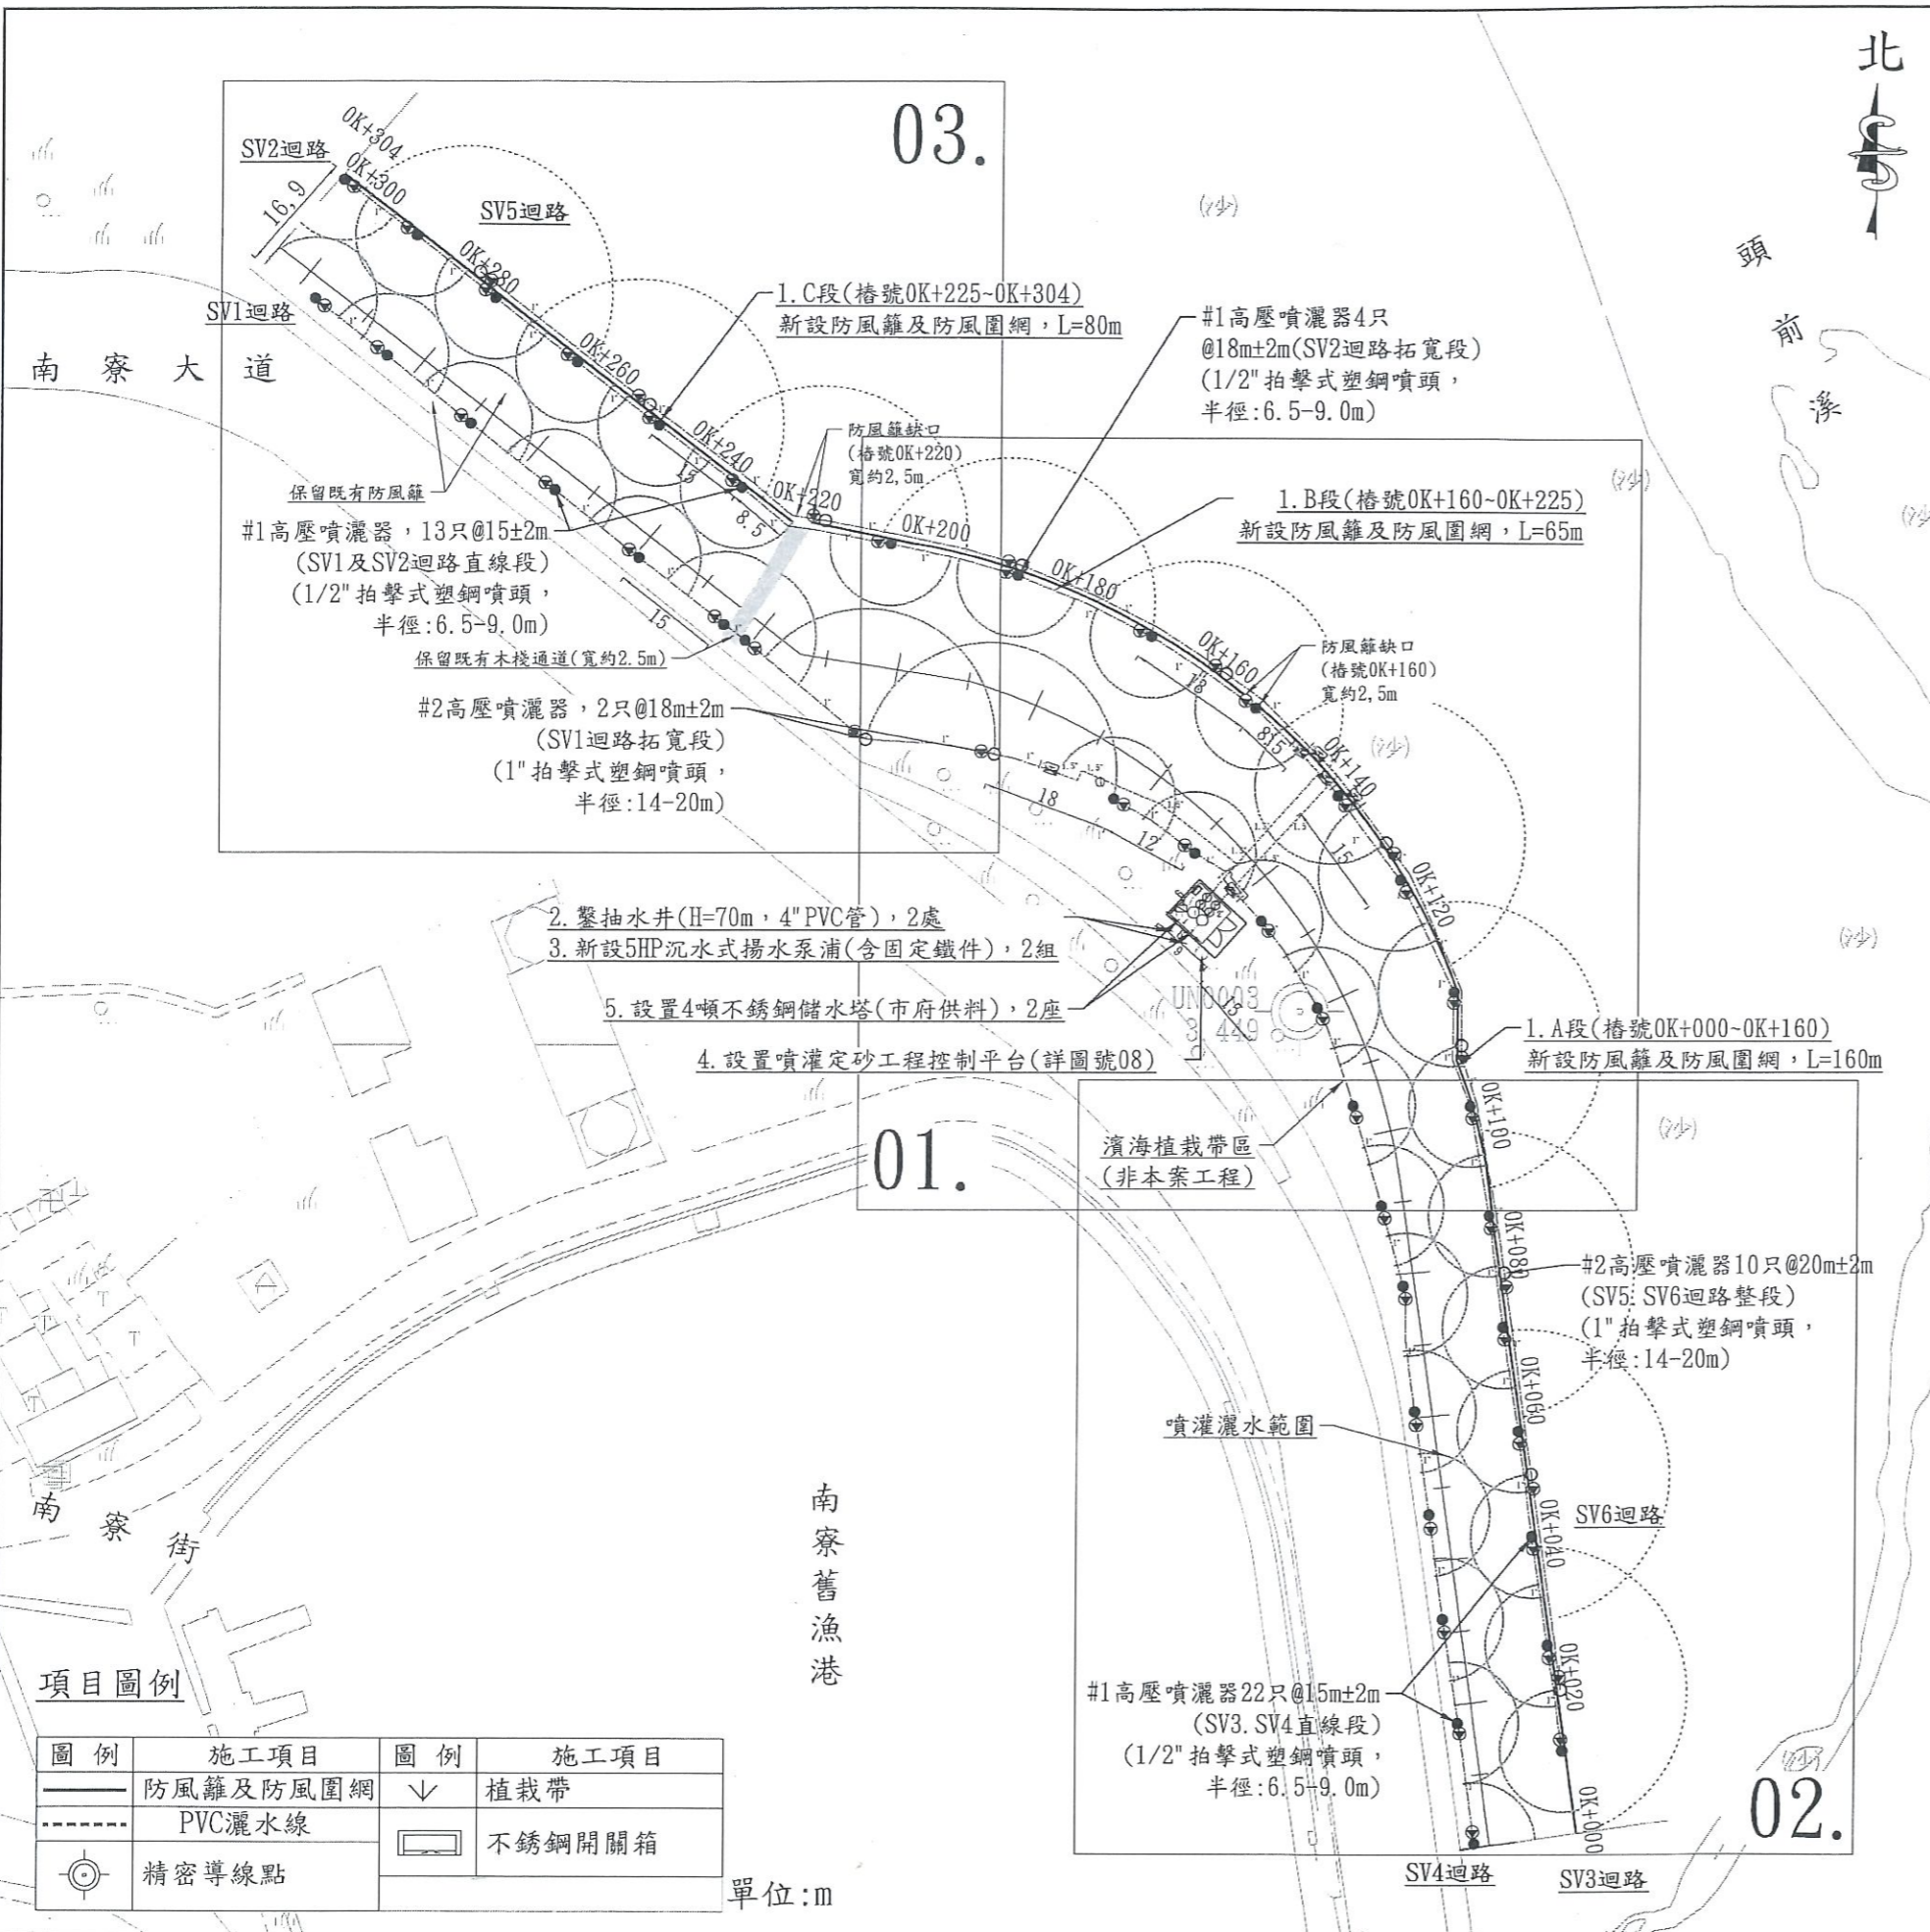 北
03.
0K+304
SV2迴路
0K+300
16,9
SV5迴路
0K+280
SV1迴路
南寮大道
1.C段(樁號0K+225~0K+304)
新設防風籬及防風圍網，L=80m
#1高壓噴灑器4只
@18m±2m(SV2迴路拓寬段)
(1/2"拍擊式塑鋼噴頭，
半徑:6.5-9.0m)
頭前溪
0K+260
0K+240
15
8.5
防風籬缺口
(樁號0K+220)
寬約2,5m
0K+220
0K+200
0K+180
1.B段(樁號0K+160~0K+225)
新設防風籬及防風圍網，L=65m
保留既有防風籬
#1高壓噴灑器，13只@15±2m
(SV1及SV2迴路直線段)
(1/2"拍擊式塑鋼噴頭，
半徑:6.5-9.0m)
15
保留既有木棧通道(寬約2.5m)
0K+160
防風籬缺口
(樁號0K+160)
寬約2,5m
18
815
#2高壓噴灑器，2只@18m±2m
(SV1迴路拓寬段)
(1"拍擊式塑鋼噴頭，
半徑:14-20m)
0K+140
18
12
15
0K+120
2.鑿抽水井(H=70m，4"PVC管)，2處
3.新設5HP沉水式揚水泵浦(含固定鐵件)，2組
5.設置4噸不銹鋼儲水塔(市府供料)，2座
4.設置噴灌定砂工程控制平台(詳圖號08)
UN0003
3.449
13
1.A段(樁號0K+000~0K+160)
新設防風籬及防風圍網，L=160m
0K+100
01.
濱海植栽帶區
(非本案工程)
0K+080
#2高壓噴灑器10只@20m±2m
(SV5.SV6迴路整段)
(1"拍擊式塑鋼噴頭，
半徑:14-20m)
0K+060
噴灌灑水範圍
SV6迴路
0K+040
南寮街
南寮舊漁港
0K+020
#1高壓噴灑器22只@15m±2m
(SV3.SV4直線段)
(1/2"拍擊式塑鋼噴頭，
半徑:6.5-9.0m)
0K+000
02.
SV4迴路
SV3迴路
項目圖例
圖例 施工項目 圖例 施工項目
防風籬及防風圍網 植栽帶
PVC灑水線
不銹鋼開關箱
精密導線點
單位:m